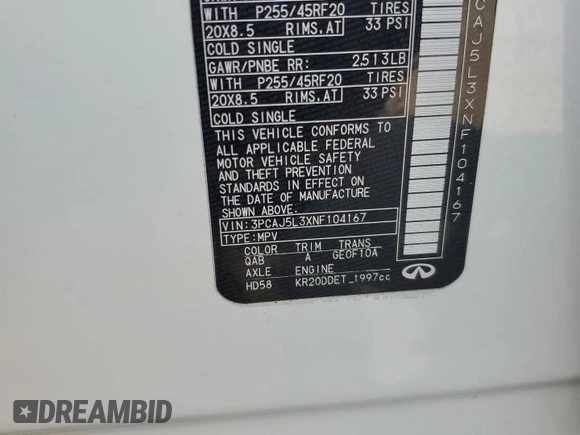 WITH P255/45RF20 TIRES
20X8.5 RIMS.AT 33 PSI
COLD SINGLE
GAWR/PNBE RR: 2513LB
WITH P255/45RF20 TIRES
20X8.5 RIMS.AT 33 PSI
COLD SINGLE
THIS VEHICLE CONFORMS TO
ALL APPLICABLE FEDERAL
MOTOR VEHICLE SAFETY
AND THEFT PREVENTION
STANDARDS IN EFFECT ON
THE DATE OF MANUFACTURE
SHOWN ABOVE.
VIN: 3PCAJ5L3XNF104167
TYPE: MPV
COLOR TRIM TRANS
QAB A GE0F10A
AXLE ENGINE
HD58 KR20DDET_1997cc
CAJ5L3XNF104167
DREAMBID